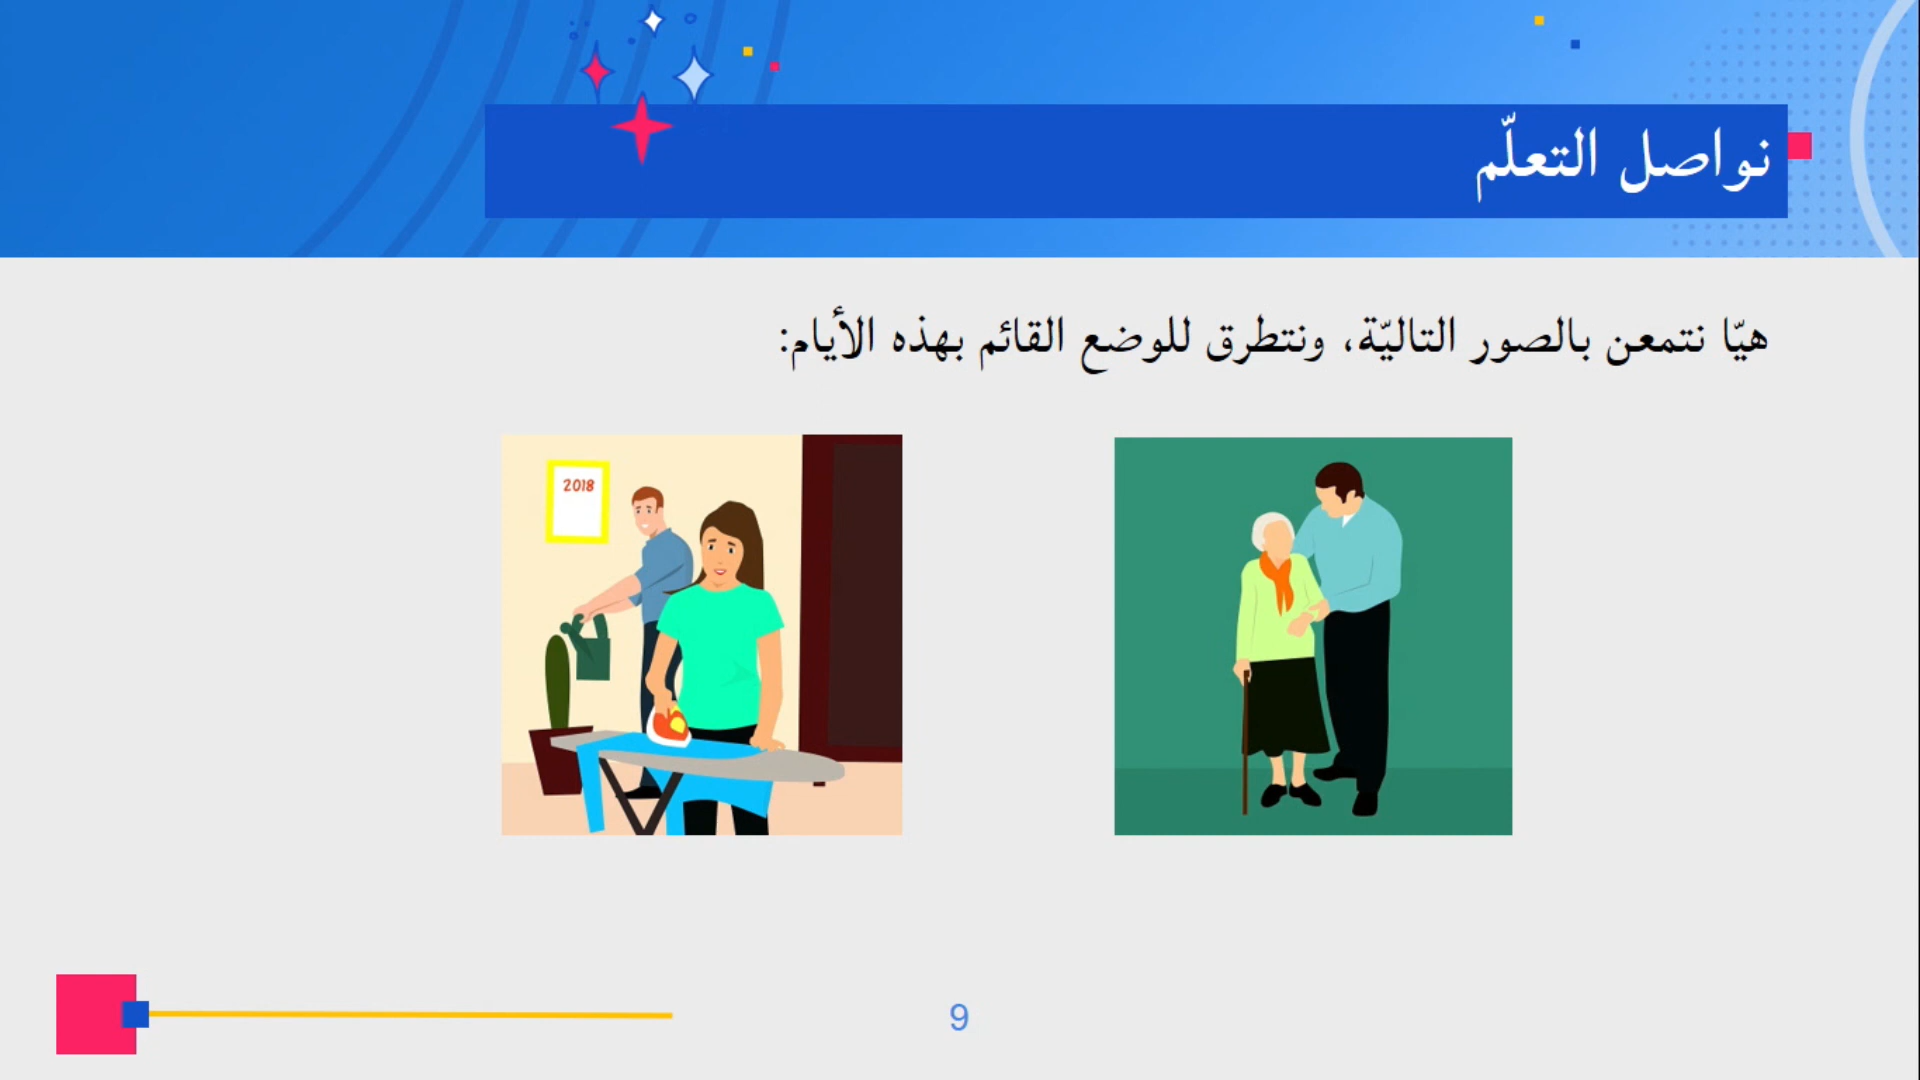 نواصل التعلّم
هيّا نتمعن بالصور التاليّة، ونتطرق للوضع القائم بهذه الأيام:
2018
9